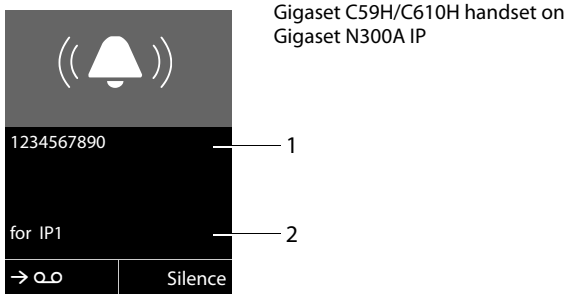 Gigaset C59H/C610H handset on
Gigaset N300A IP
1234567890
1
for IP1
2
Silence